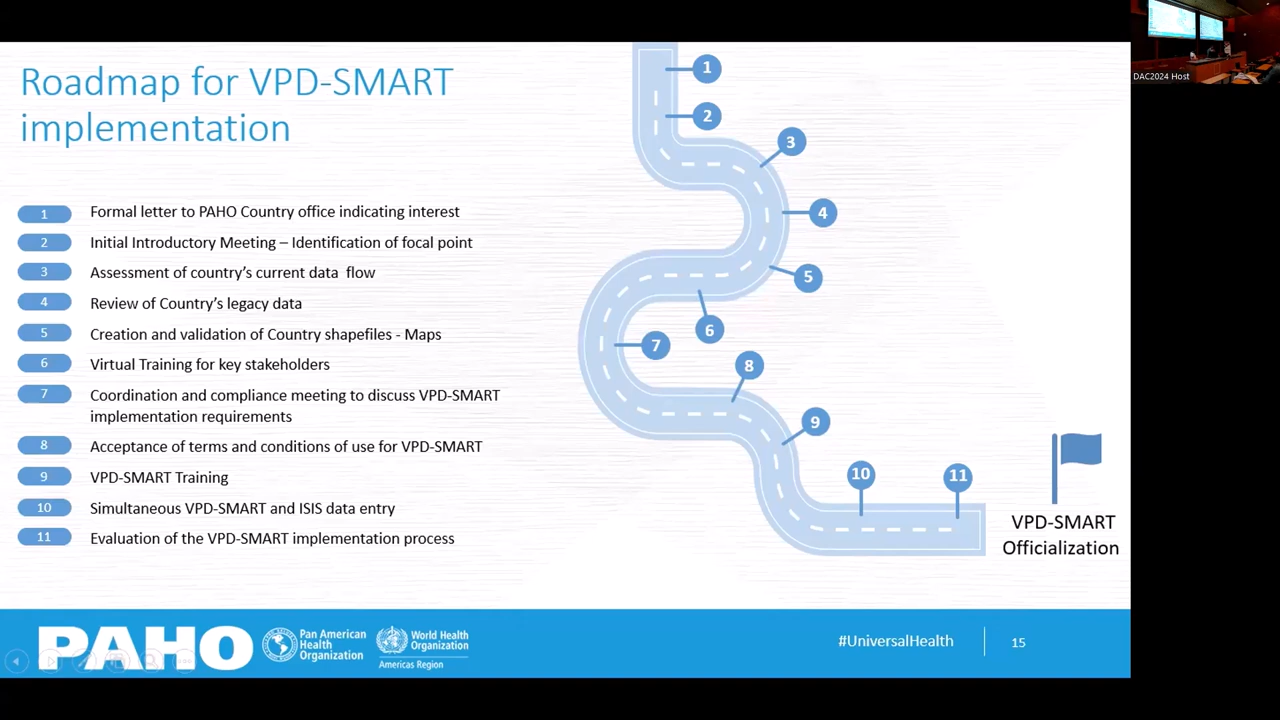 Roadmap for VPD-SMART
implementation
1 Formal letter to PAHO Country office indicating interest
2 Initial Introductory Meeting – Identification of focal point
3 Assessment of country's current data flow
4 Review of Country's legacy data
5 Creation and validation of Country shapefiles - Maps
6 Virtual Training for key stakeholders
7 Coordination and compliance meeting to discuss VPD-SMART
implementation requirements
8 Acceptance of terms and conditions of use for VPD-SMART
9 VPD-SMART Training
10 Simultaneous VPD-SMART and ISIS data entry
11 Evaluation of the VPD-SMART implementation process
1
2
3
4
5
6
7
8
9
10
11
VPD-SMART
Officialization
PAHO
Pan American
Health
Organization
World Health
Organization
Americas Region
#UniversalHealth
15
DAC2024 Host